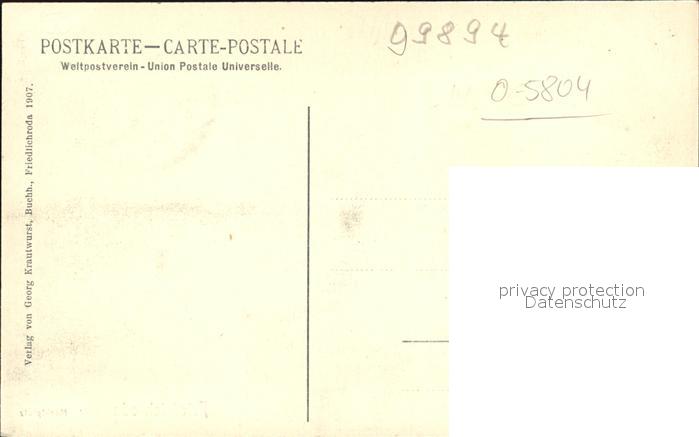 POSTKARTE—CARTE-POSTALE
Weltpostverein - Union Postale Universelle.
99894
0-5804
Verlag von Georg Krautwurst, Buchh., Friedrichroda 1907.
privacy protection
Datenschutz